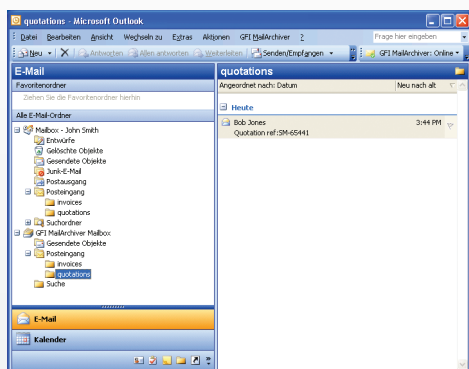 quotations - Microsoft Outlook
Datei Bearbeiten Ansicht Wechseln zu Extras Aktionen GFI MailArchiver ? Frage hier eingeben
Neu Antworten Allen antworten Weiterleiten Senden/Empfangen GFI MailArchiver: Online
E-Mail
Favoritenordner
Ziehen Sie die Favoritenordner hierhin
Alle E-Mail-Ordner
Mailbox - John Smith
Entwürfe
Gelöschte Objekte
Gesendete Objekte
Junk-E-Mail
Postausgang
Posteingang
invoices
quotations
Suchordner
GFI MailArchiver Mailbox
Gesendete Objekte
Posteingang
invoices
quotations
Suche
E-Mail
Kalender
quotations
Angeordnet nach: Datum Neu nach alt
Heute
Bob Jones 3:44 PM
Quotation ref:SM-65441